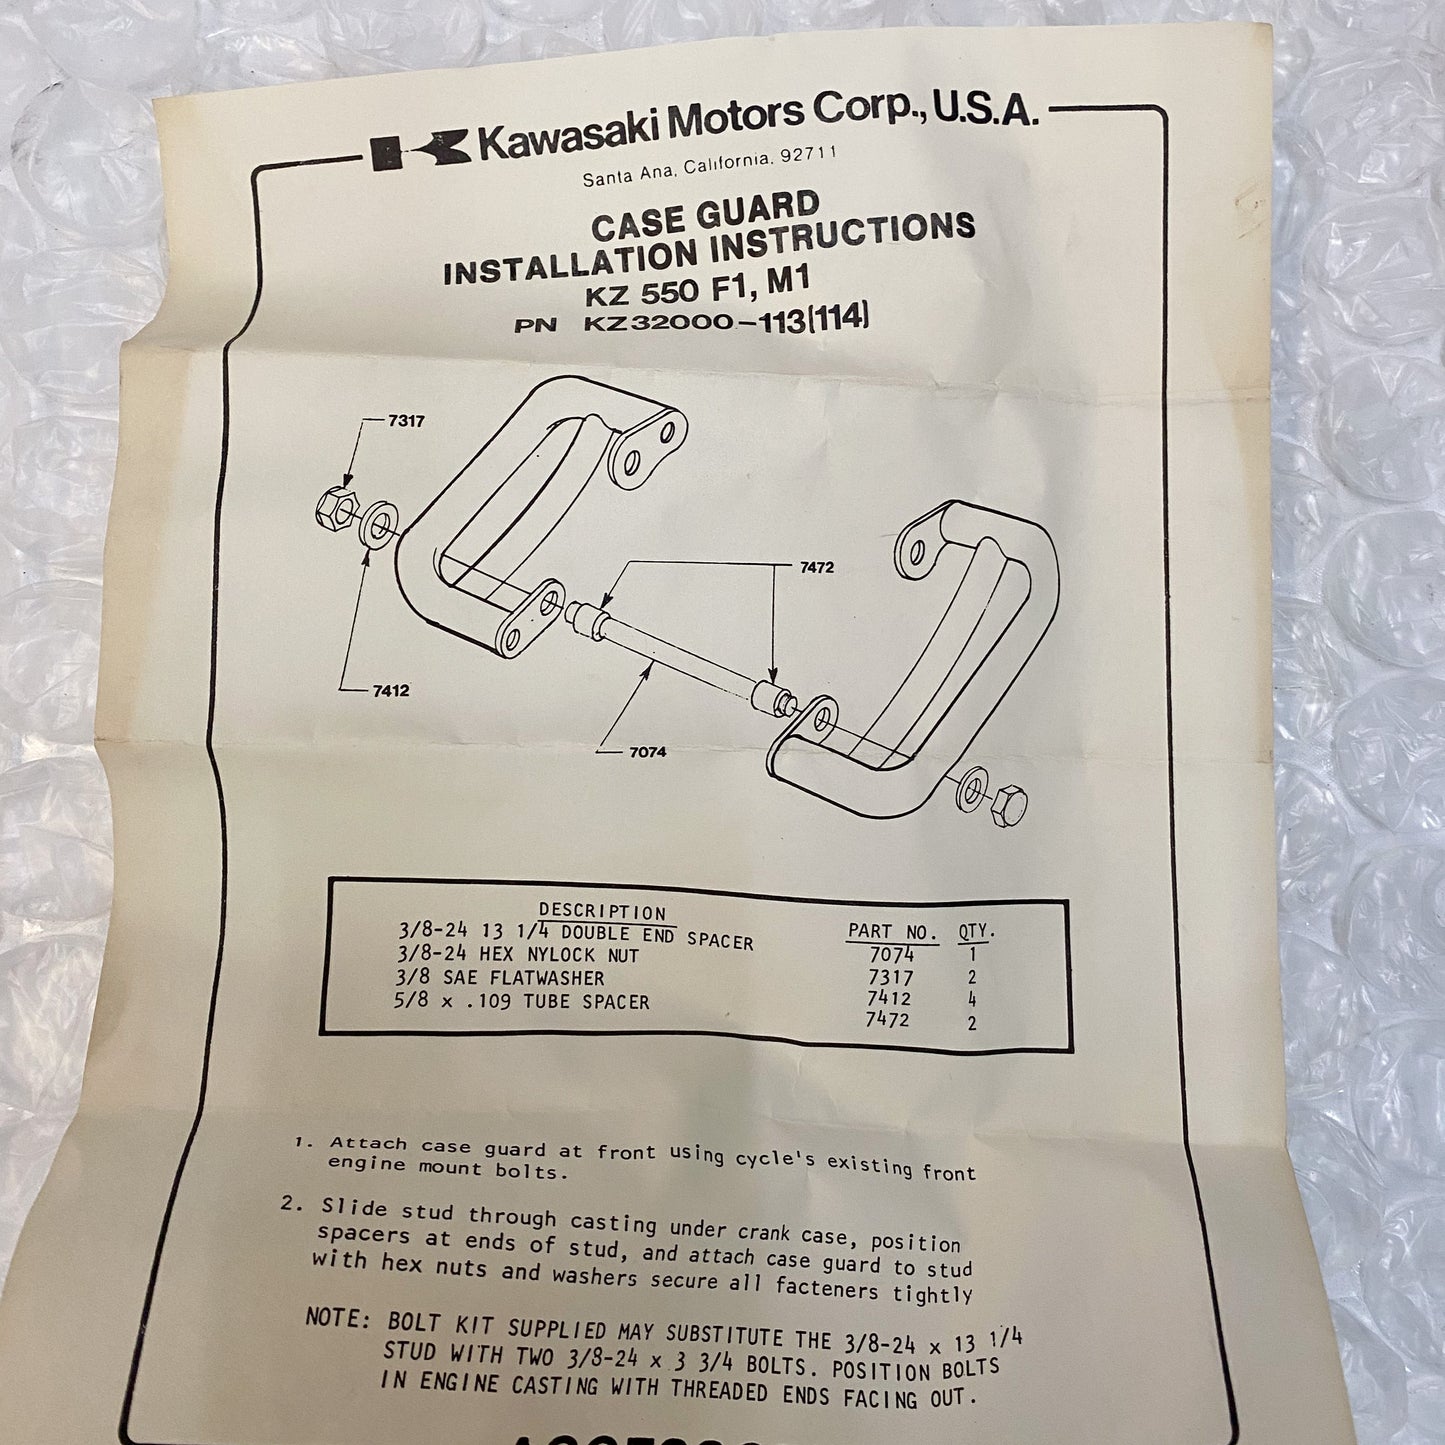 Kawasaki Motors Corp., U.S.A.
Santa Ana, California. 92711
CASE GUARD
INSTALLATION INSTRUCTIONS
KZ 550 F1, M1
PN KZ32000-113(114)
7317
7472
7412
7074
DESCRIPTION
PART NO. QTY.
3/8-24 13 1/4 DOUBLE END SPACER 7074 1
3/8-24 HEX NYLOCK NUT 7317 2
3/8 SAE FLATWASHER 7412 4
5/8 x .109 TUBE SPACER 7472 2
1. Attach case guard at front using cycle's existing front
engine mount bolts.
2. Slide stud through casting under crank case, position
spacers at ends of stud, and attach case guard to stud
with hex nuts and washers secure all facteners tightly
NOTE: BOLT KIT SUPPLIED MAY SUBSTITUTE THE 3/8-24 x 13 1/4
STUD WITH TWO 3/8-24 x 3 3/4 BOLTS. POSITION BOLTS
IN ENGINE CASTING WITH THREADED ENDS FACING OUT.